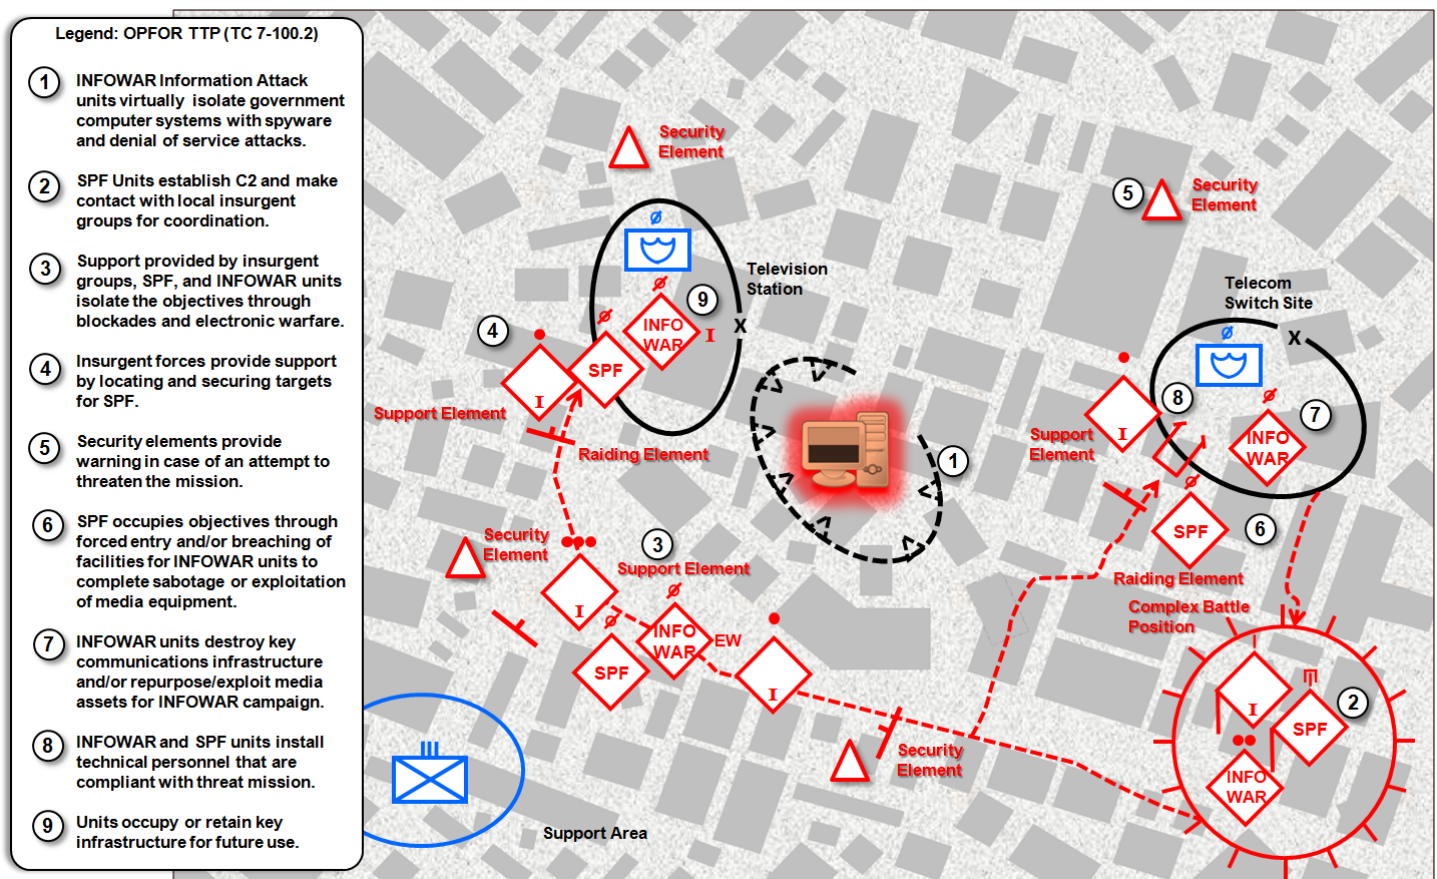 Legend: OPFOR TTP (TC 7-100.2)
1
INFOWAR Information Attack
units virtually isolate government
computer systems with spyware
and denial of service attacks.
2
SPF Units establish C2 and make
contact with local insurgent
groups for coordination.
3
Support provided by insurgent
groups, SPF, and INFOWAR units
isolate the objectives through
blockades and electronic warfare.
4
Insurgent forces provide support
by locating and securing targets
for SPF.
5
Security elements provide
warning in case of an attempt to
threaten the mission.
6
SPF occupies objectives through
forced entry and/or breaching of
facilities for INFOWAR units to
complete sabotage or exploitation
of media equipment.
7
INFOWAR units destroy key
communications infrastructure
and/or repurpose/exploit media
assets for INFOWAR campaign.
8
INFOWAR and SPF units install
technical personnel that are
compliant with threat mission.
9
Units occupy or retain key
infrastructure for future use.
Security
Element
5
Security
Element
Television
Station
X
9
INFO
WAR
I
4
SPF
I
Support Element
Raiding Element
Telecom
Switch Site
X
8
7
INFO
WAR
I
Support
Element
SPF
6
Raiding Element
1
Security
Element
3
Support Element
I
INFO
WAR
EW
SPF
I
Security
Element
Complex Battle
Position
I
SPF
2
INFO
WAR
Support Area